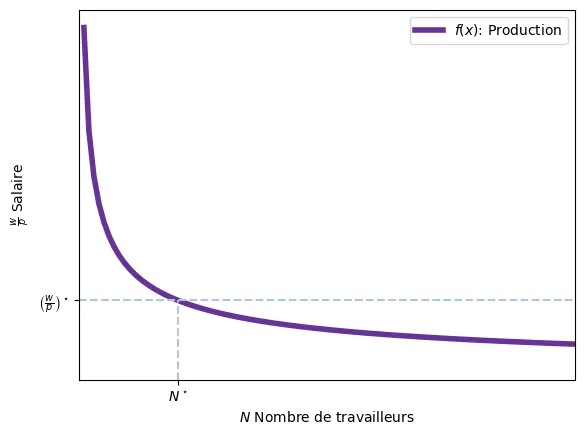 f(x): Production
w/p Salaire
(w/p)⋆
N⋆
N Nombre de travailleurs